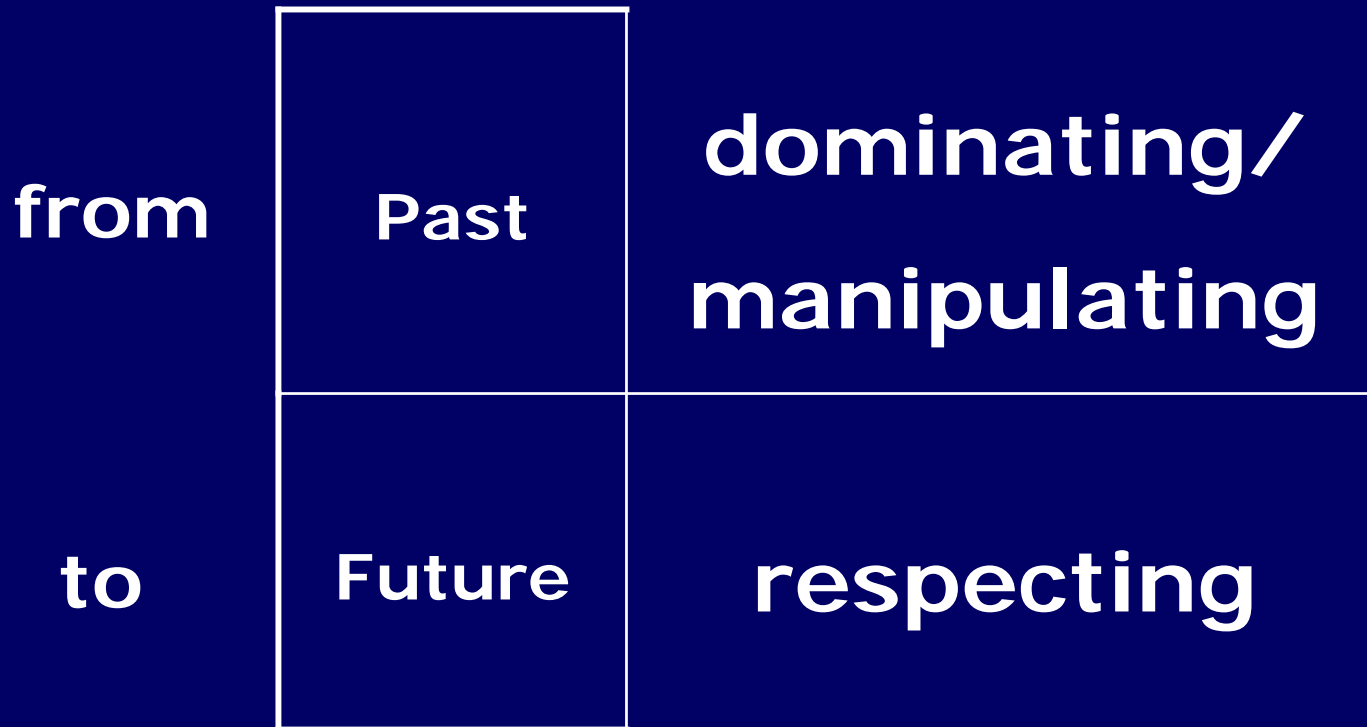 from
Past
dominating/
manipulating
to
Future
respecting